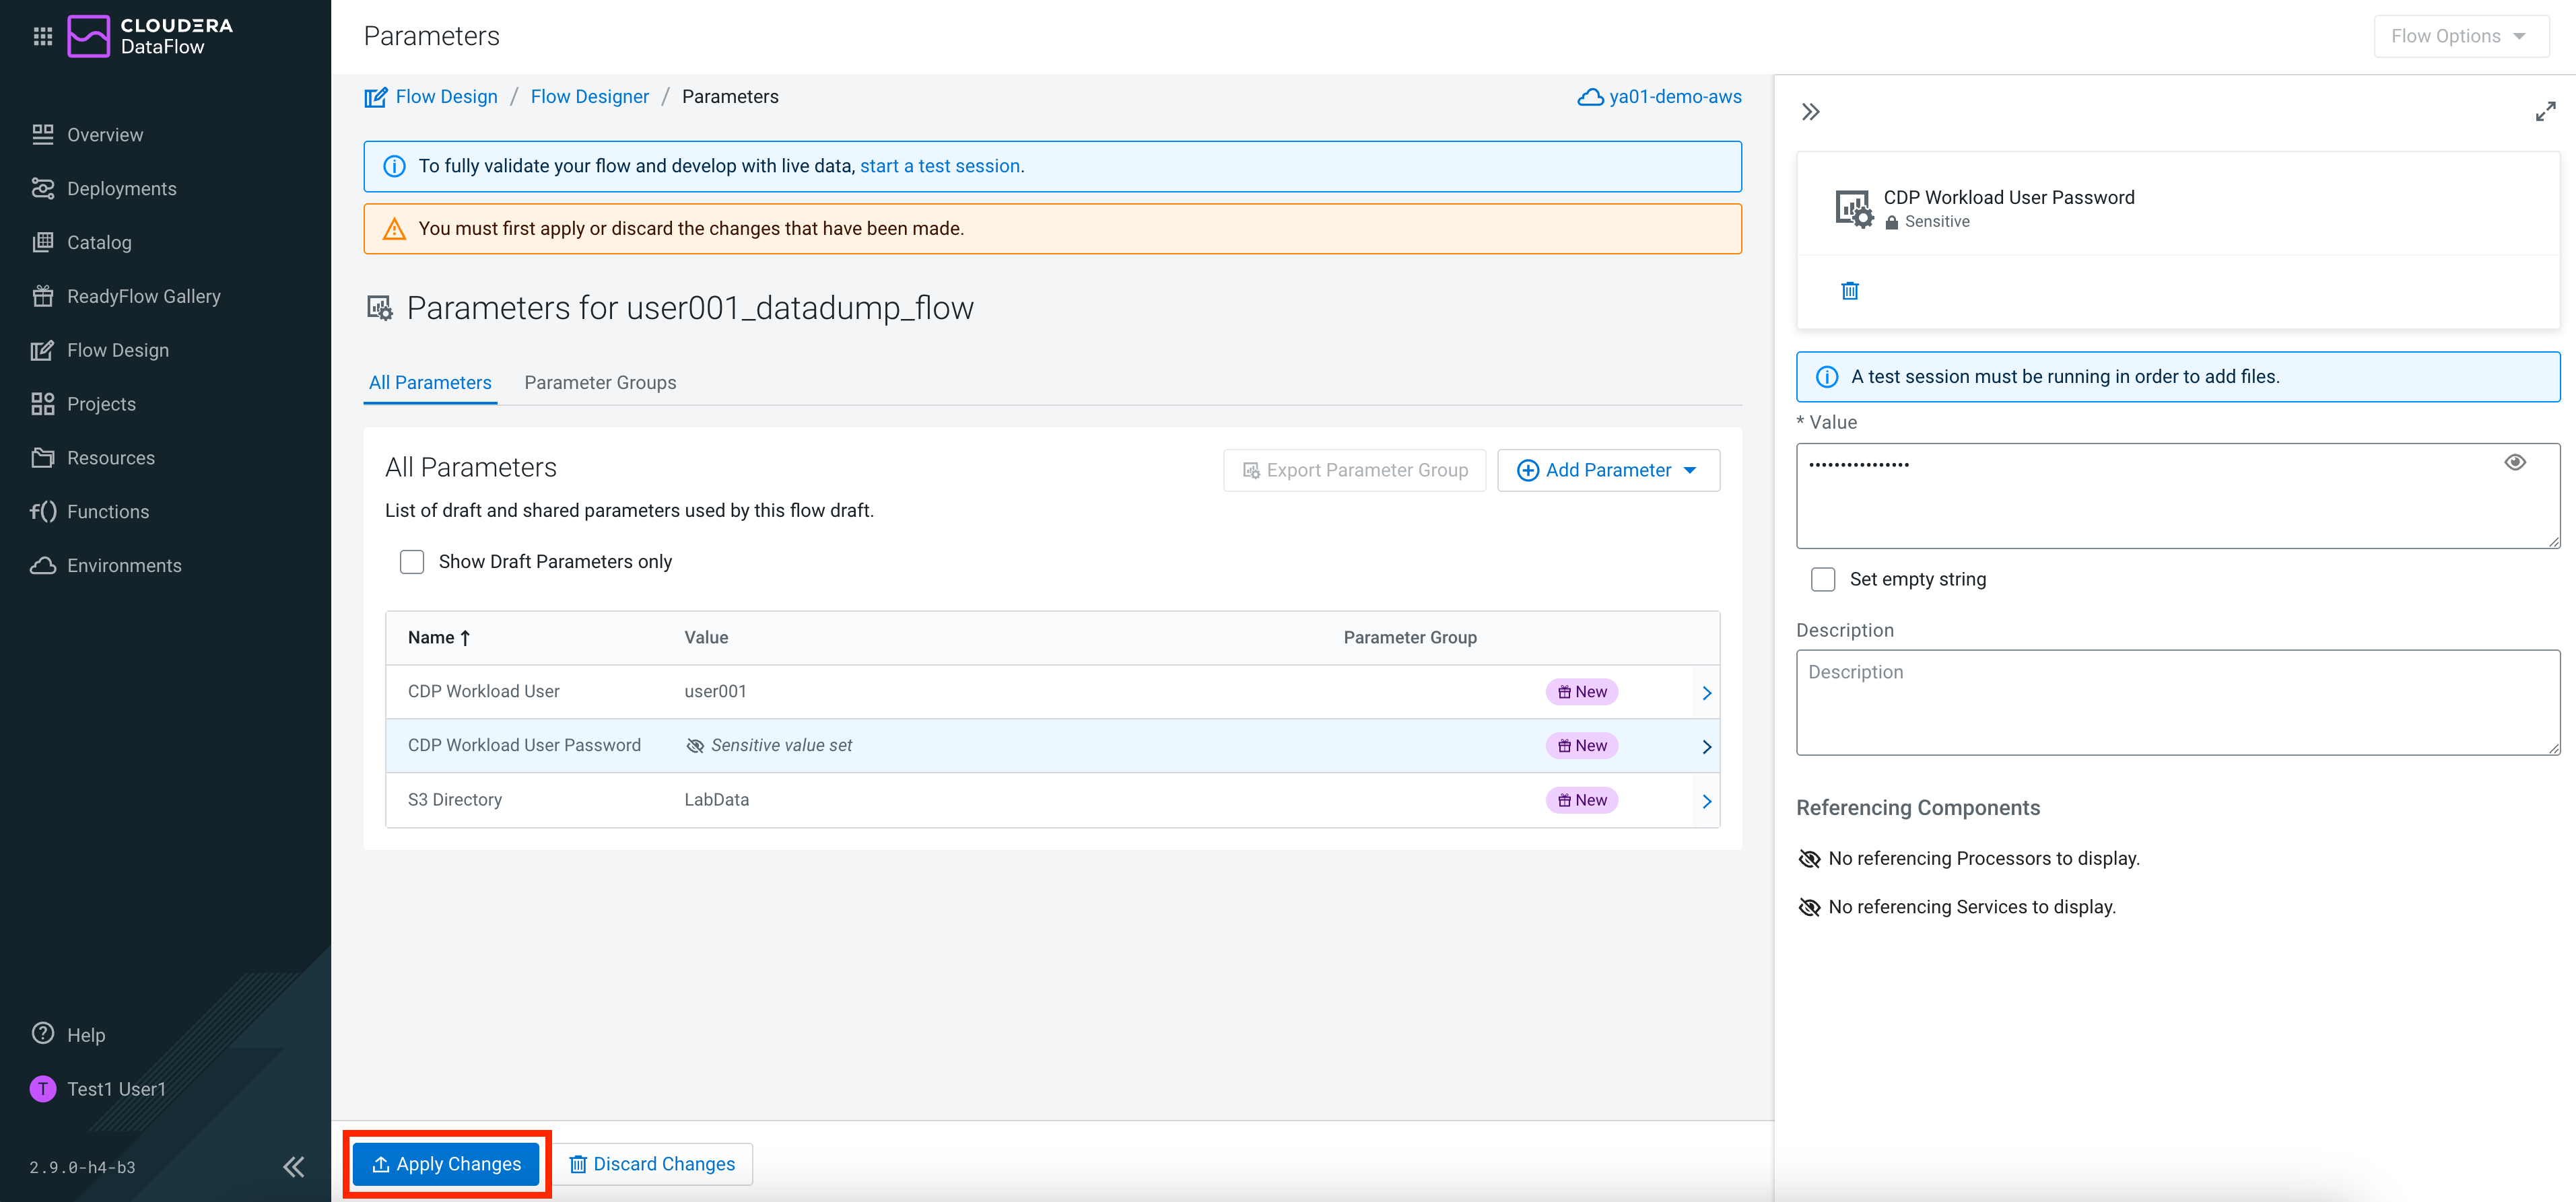 CLOUDERA
DataFlow
Overview
Deployments
Catalog
ReadyFlow Gallery
Flow Design
Projects
Resources
f() Functions
Environments
Help
T Test1 User1
2.9.0-h4-b3
Parameters
Flow Options
Flow Design / Flow Designer / Parameters
ya01-demo-aws
To fully validate your flow and develop with live data, start a test session.
You must first apply or discard the changes that have been made.
Parameters for user001_datadump_flow
All Parameters Parameter Groups
All Parameters
Export Parameter Group
Add Parameter
List of draft and shared parameters used by this flow draft.
Show Draft Parameters only
Name ↑ Value Parameter Group
CDP Workload User user001 New
CDP Workload User Password Sensitive value set New
S3 Directory LabData New
Apply Changes
Discard Changes
CDP Workload User Password
Sensitive
A test session must be running in order to add files.
* Value
••••••••••••••••
Set empty string
Description
Description
Referencing Components
No referencing Processors to display.
No referencing Services to display.